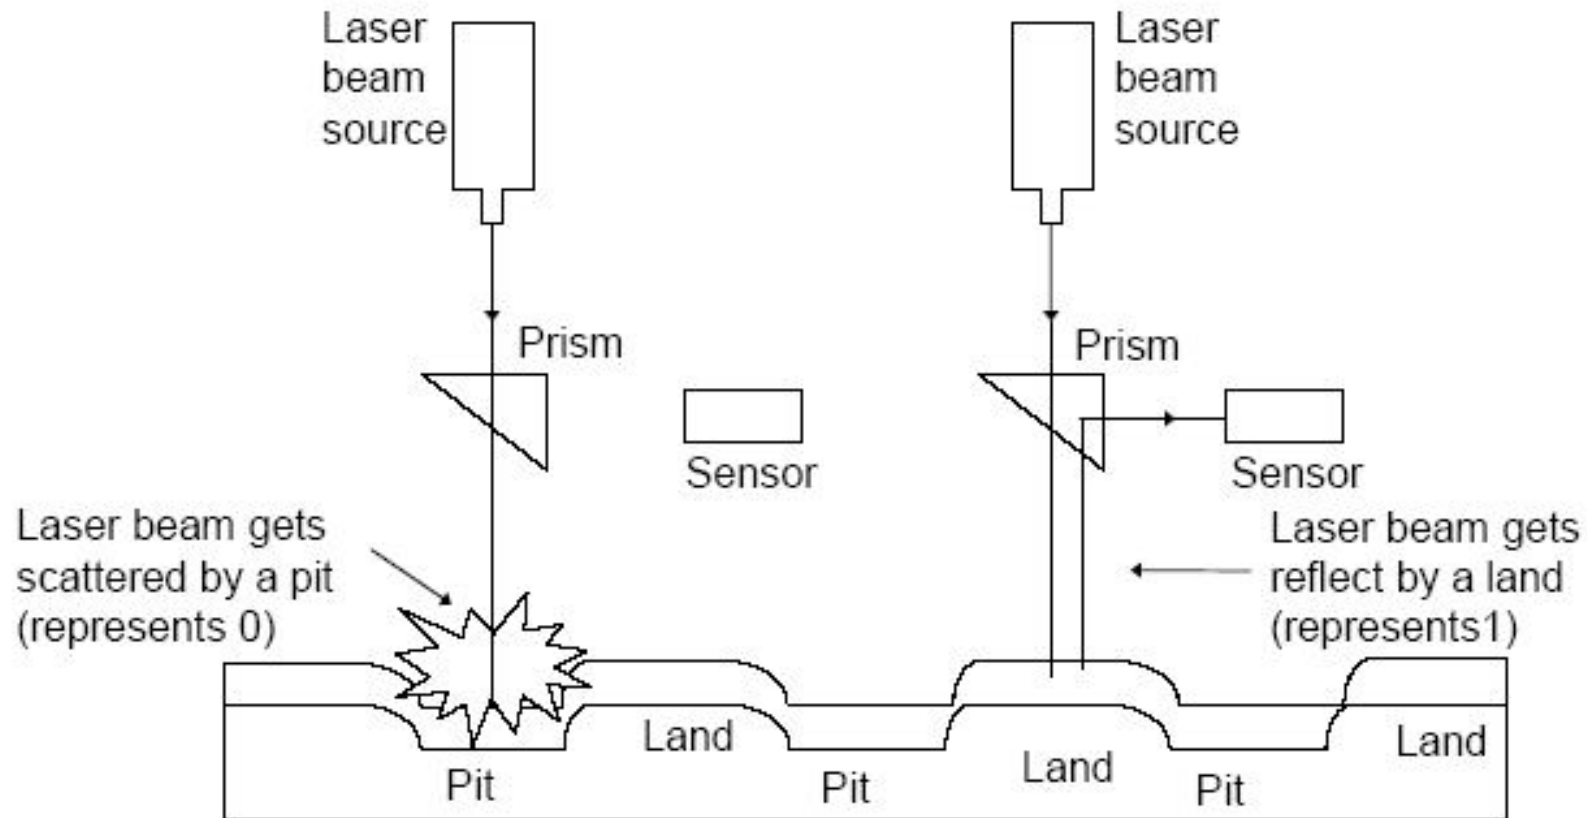 Laser
beam
source
Laser
beam
source
Prism
Prism
Sensor
Sensor
Laser beam gets
scattered by a pit
(represents 0)
Laser beam gets
reflect by a land
(represents1)
Land
Land
Land
Pit
Pit
Pit